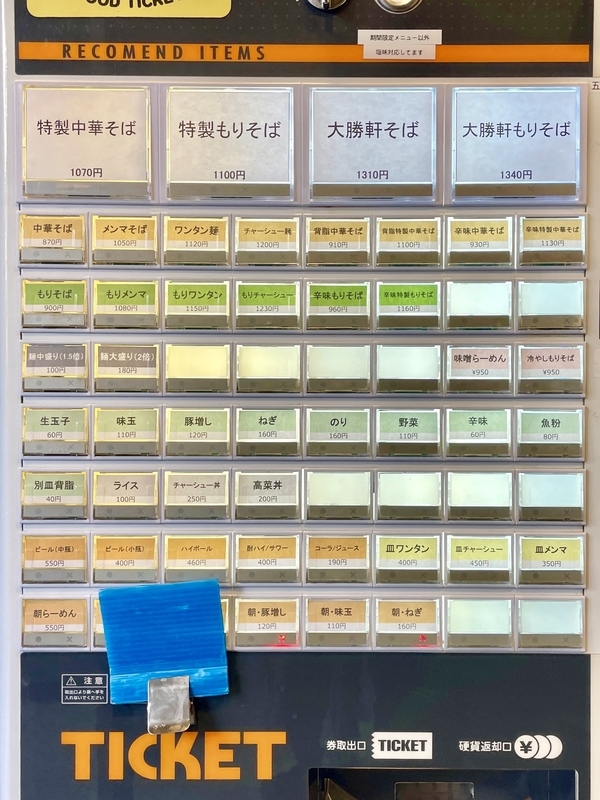 OOD TICKET
RECOMEND ITEMS
期間限定メニュー以外
塩味対応してます
特製中華そば
1070円
特製もりそば
1100円
大勝軒そば
1310円
大勝軒もりそば
1340円
中華そば
870円
メンマそば
1050円
ワンタン麺
1120円
チャーシュー麺
1200円
背脂中華そば
910円
背脂特製中華そば
1100円
辛味中華そば
930円
辛味特製中華そば
1130円
もりそば
900円
もりメンマ
1080円
もりワンタン
1150円
もりチャーシュー
1230円
辛味もりそば
960円
辛味特製もりそば
1160円
麺中盛り(1.5倍)
100円
麺大盛り(2倍)
180円
味噌らーめん
¥950
冷やしもりそば
¥950
生玉子
60円
味玉
110円
豚増し
120円
ねぎ
160円
のり
160円
野菜
110円
辛味
60円
魚粉
80円
別皿背脂
40円
ライス
100円
チャーシュー丼
250円
高菜丼
200円
ビール(中瓶)
550円
ビール(小瓶)
400円
ハイボール
460円
酎ハイ/サワー
400円
コーラ/ジュース
190円
皿ワンタン
400円
皿チャーシュー
450円
皿メンマ
350円
朝らーめん
550円
朝・豚増し
120円
朝・味玉
110円
朝・ねぎ
160円
注意
取出口より奥へ手を
入れないでください
TICKET
券取出口
TICKET
硬貨返却口
¥
五